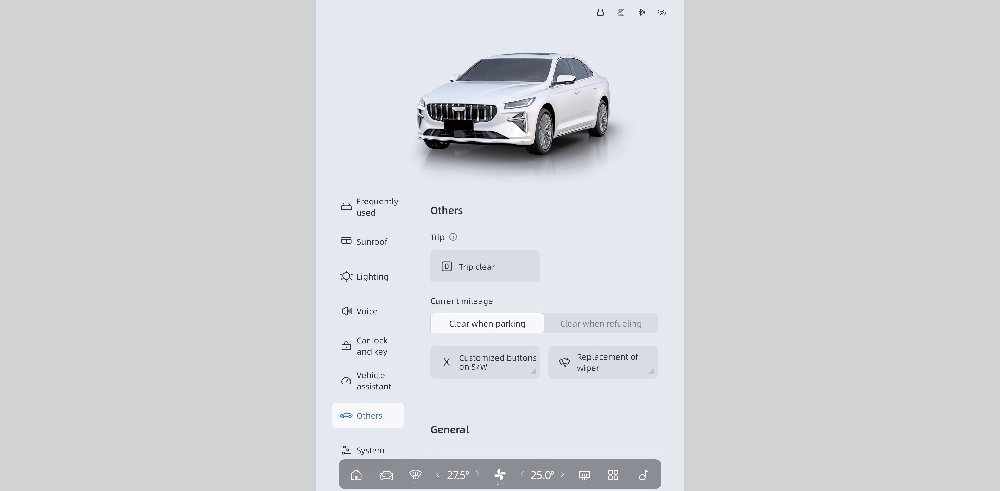 AQS
Frequently
used
Sunroof
Lighting
Voice
Car lock
and key
Vehicle
assistant
Others
System
Others
Trip
0 Trip clear
Current mileage
Clear when parking
Clear when refueling
Customized buttons
on S/W
Replacement of
wiper
General
27.5°
OFF
25.0°